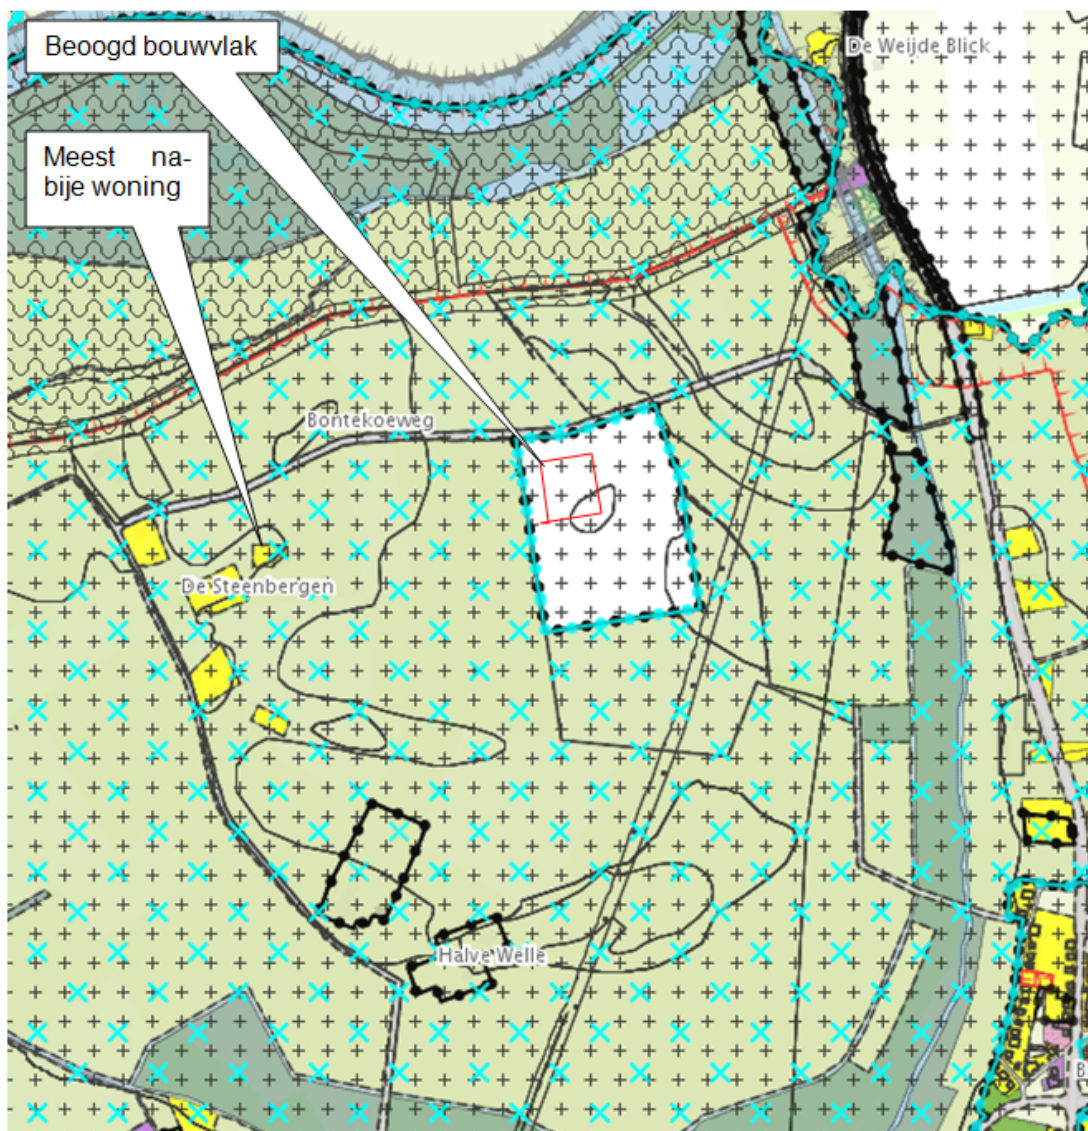 Beoogd bouwvlak
De Weijde Blick
Meest na-
bije woning
Bontekoeweg
De Steenbergen
Halve Welle
B